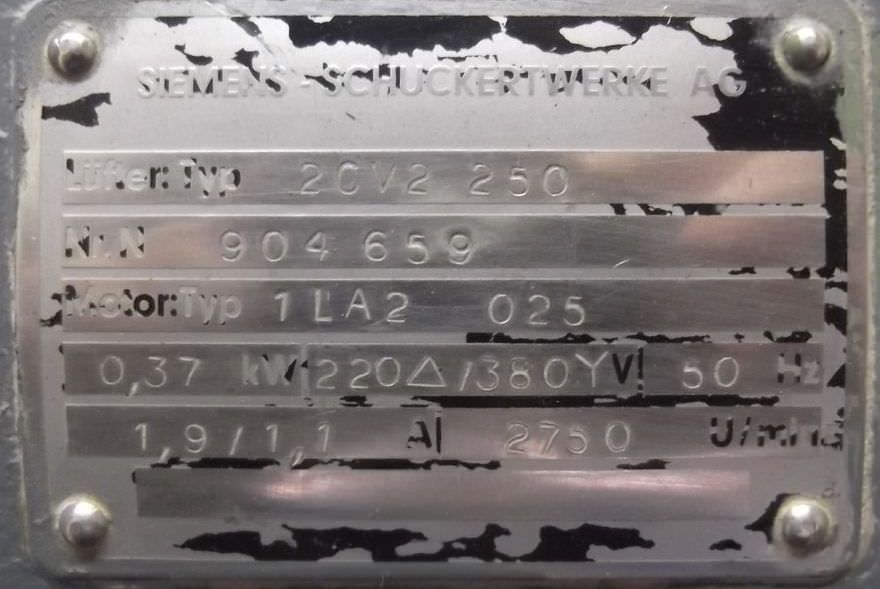 SIEMENS-SCHUCKERTWERKE AG
Lüfter: Typ 2CV2 250
Nr. N 904 659
Motor: Typ 1LA2 025
0,37 kW 220△/380Y V 50 Hz
1,9/1,1 A 2750 U/min